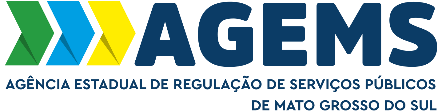 AGEMS
AGÊNCIA ESTADUAL DE REGULAÇÃO DE SERVIÇOS PÚBLICOS
DE MATO GROSSO DO SUL